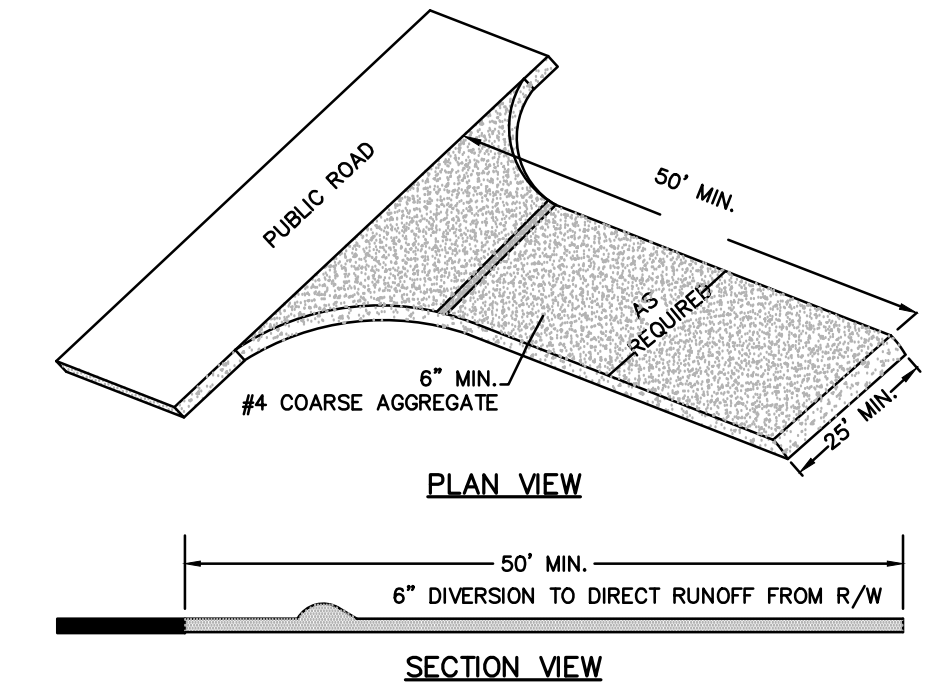 PUBLIC ROAD
50' MIN.
AS
REQUIRED
6" MIN.
#4 COARSE AGGREGATE
25' MIN.
PLAN VIEW
50' MIN.
6" DIVERSION TO DIRECT RUNOFF FROM R/W
SECTION VIEW